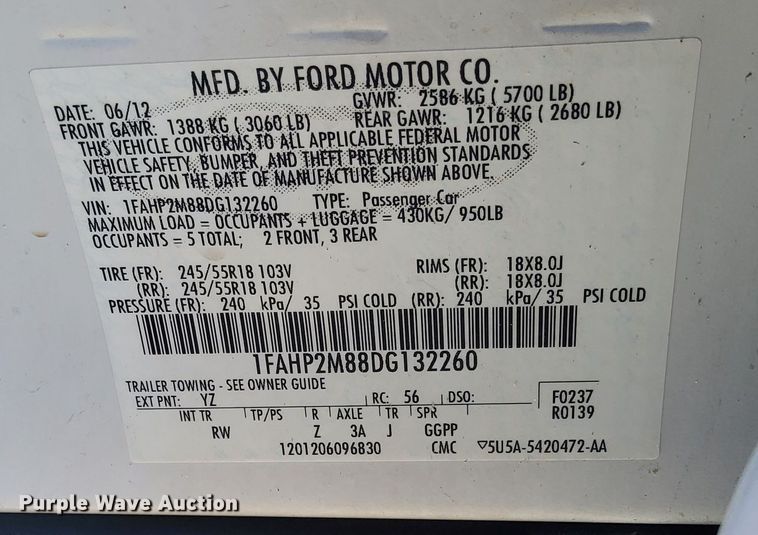 MFD. BY FORD MOTOR CO.
DATE: 06/12 GVWR: 2586 KG ( 5700 LB)
FRONT GAWR: 1388 KG ( 3060 LB) REAR GAWR: 1216 KG ( 2680 LB)
THIS VEHICLE CONFORMS TO ALL APPLICABLE FEDERAL MOTOR
VEHICLE SAFETY, BUMPER, AND THEFT PREVENTION STANDARDS
IN EFFECT ON THE DATE OF MANUFACTURE SHOWN ABOVE.
VIN: 1FAHP2M88DG132260 TYPE: Passenger Car
MAXIMUM LOAD = OCCUPANTS + LUGGAGE = 430KG/ 950LB
OCCUPANTS = 5 TOTAL; 2 FRONT, 3 REAR
TIRE (FR): 245/55R18 103V RIMS (FR): 18X8.0J
(RR): 245/55R18 103V (RR): 18X8.0J
PRESSURE (FR): 240 kPa/ 35 PSI COLD (RR): 240 kPa/ 35 PSI COLD
1FAHP2M88DG132260
TRAILER TOWING - SEE OWNER GUIDE
EXT PNT: YZ RC: 56 DSO: F0237
INT TR TP/PS R AXLE TR SPR R0139
RW Z 3A J GGPP
1201206096830 CMC ▽5U5A-5420472-AA
Purple Wave Auction